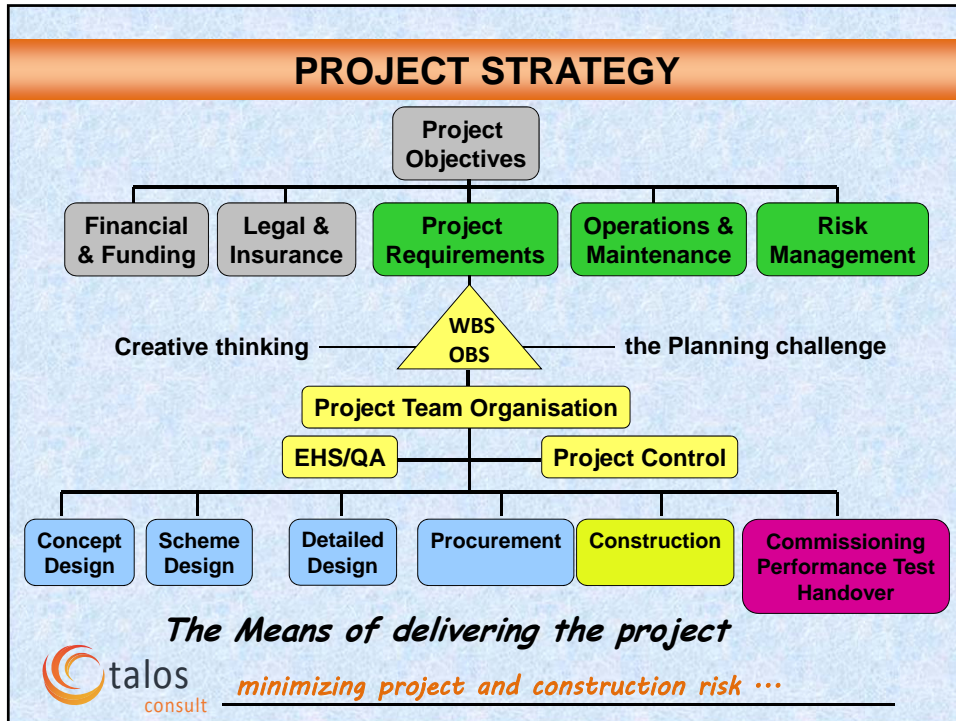 PROJECT STRATEGY
Project
Objectives
Financial
& Funding
Legal &
Insurance
Project
Requirements
Operations &
Maintenance
Risk
Management
WBS
OBS
Creative thinking
the Planning challenge
Project Team Organisation
EHS/QA
Project Control
Concept
Design
Scheme
Design
Detailed
Design
Procurement
Construction
Commissioning
Performance Test
Handover
The Means of delivering the project
talos
consult
minimizing project and construction risk ...